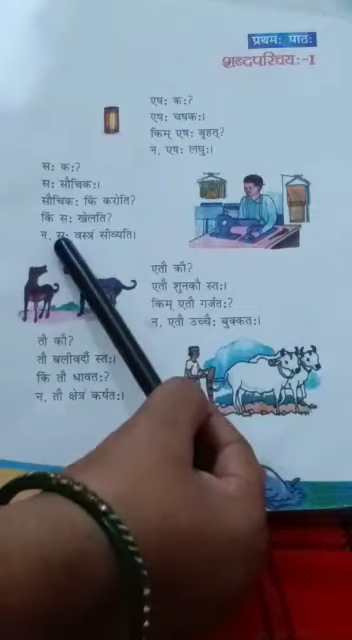 प्रथमः पाठः
शब्दपरिचयः-I
एषः कः?
एषः चषकः।
किम् एषः बृहत्?
न, एषः लघुः।
सः कः?
सः सौचिकः।
सौचिकः किं करोति?
किं सः खेलति?
न, सः वस्त्रं सीव्यति।
एतौ कौ?
एतौ शुनकौ स्तः।
किम् एतौ गर्जतः?
न, एतौ उच्चैः बुक्कतः।
तौ कौ?
तौ बलीवर्दौ स्तः।
किं तौ धावतः?
न, तौ क्षेत्रं कर्षतः।